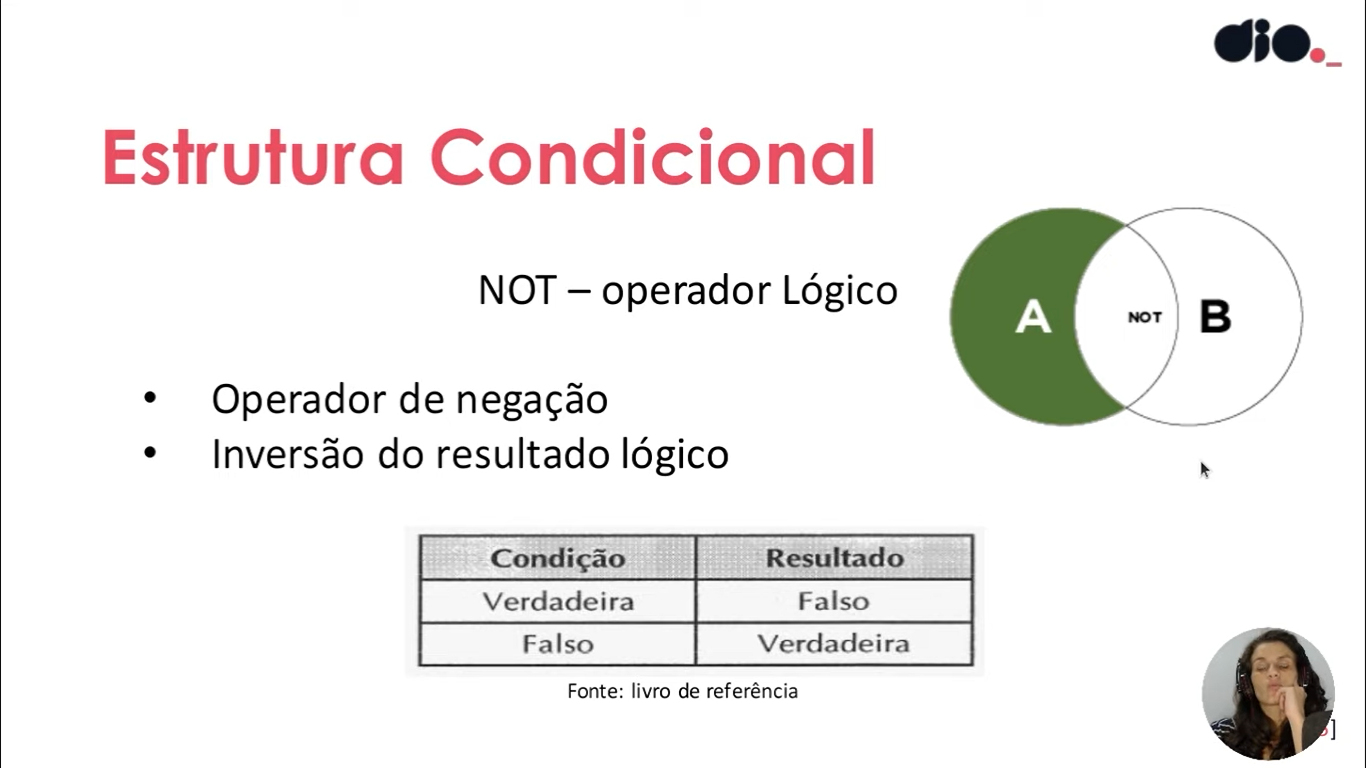 dio._
Estrutura Condicional
NOT – operador Lógico
A NOT B
• Operador de negação
• Inversão do resultado lógico
Condição Resultado
Verdadeira Falso
Falso Verdadeira
Fonte: livro de referência
]